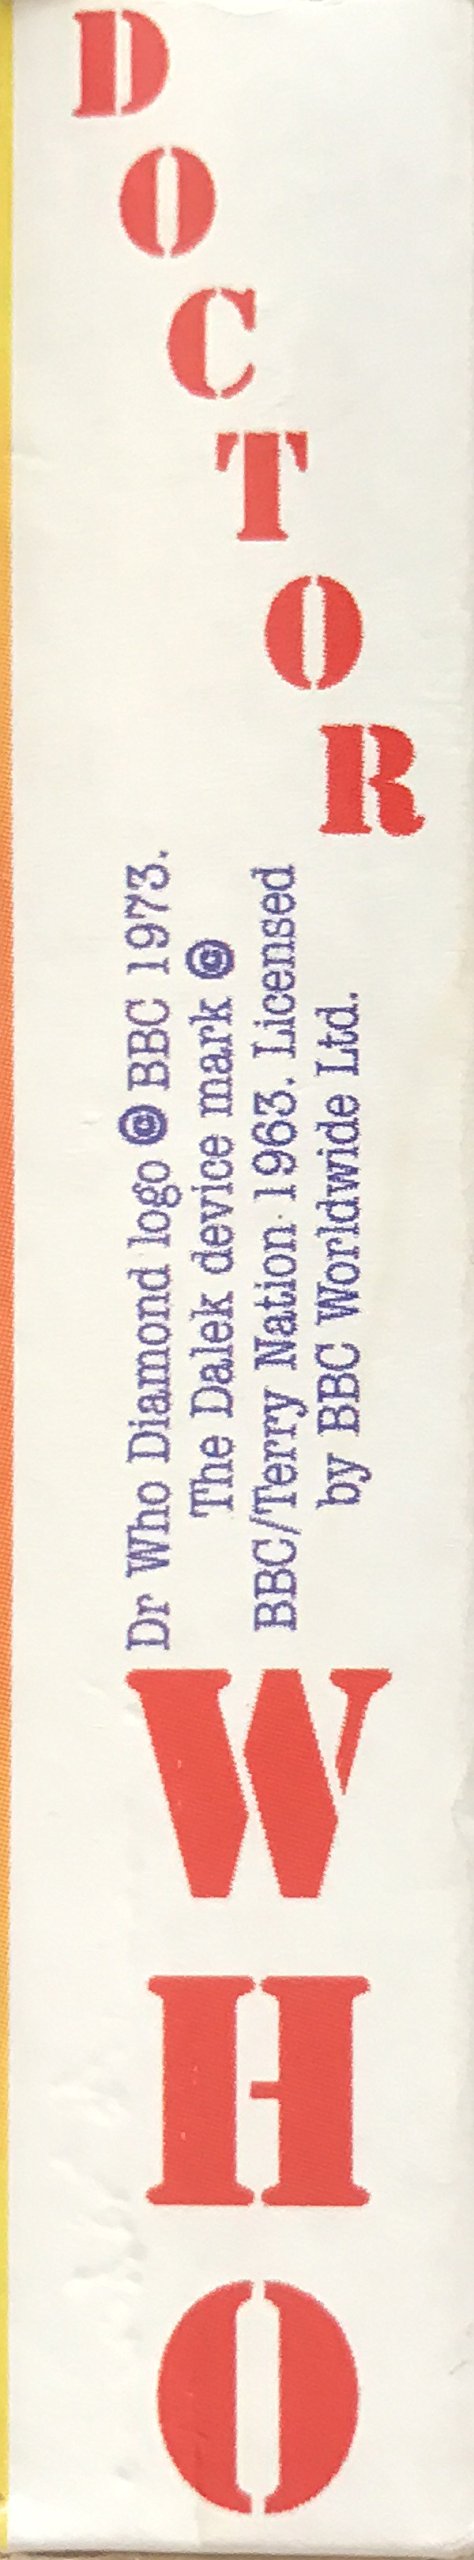 DOCTOR
Dr Who Diamond logo © BBC 1973.
The Dalek device mark ©
BBC/Terry Nation 1963. Licensed
by BBC Worldwide Ltd.
WHO